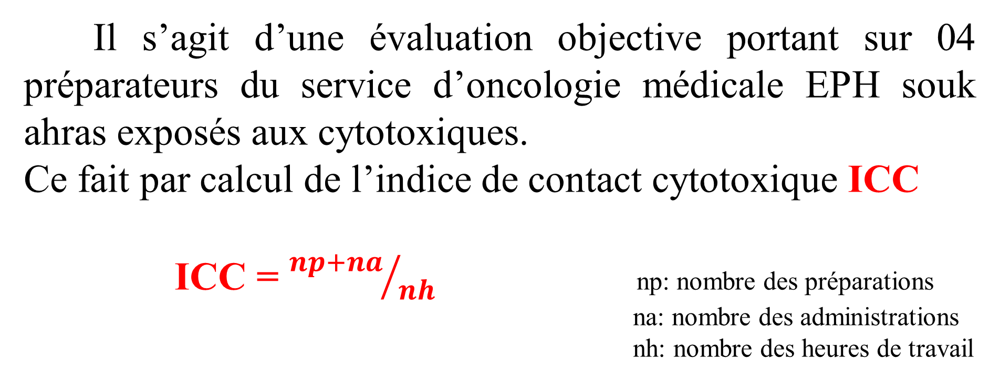 Il s’agit d’une évaluation objective portant sur 04
préparateurs du service d’oncologie médicale EPH souk
ahras exposés aux cytotoxiques.
Ce fait par calcul de l’indice de contact cytotoxique ICC
ICC = np+na/nh
np: nombre des préparations
na: nombre des administrations
nh: nombre des heures de travail